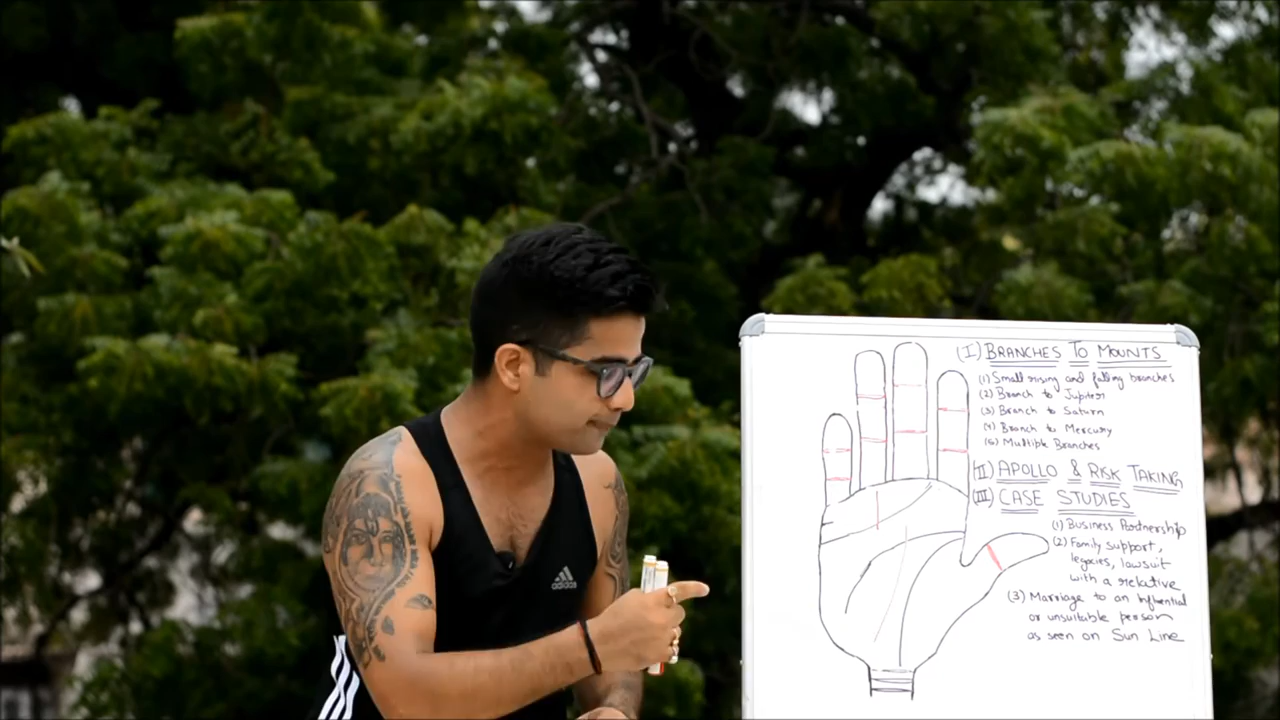 adidas
(I) BRANCHES TO MOUNTS
(1) Small rising and falling branches
(2) Branch to Jupiter
(3) Branch to Saturn
(4) Branch to Mercury
(5) Multiple Branches
(II) APOLLO & RISK TAKING
(III) CASE STUDIES
(1) Business Partnership
(2) Family support,
legacies, lawsuit
with a relative
(3) Marriage to an influential
or unsuitable person
as seen on Sun Line